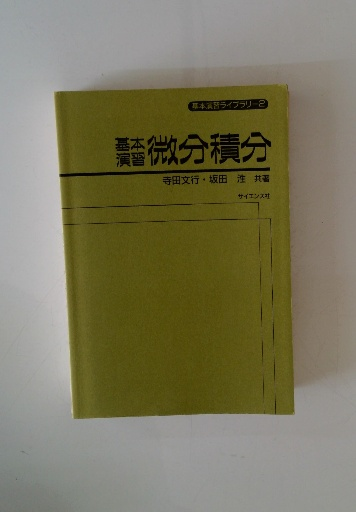 基本演習ライブラリー2
基本演習 微分積分
寺田文行・坂田 泩 共著
サイエンス社